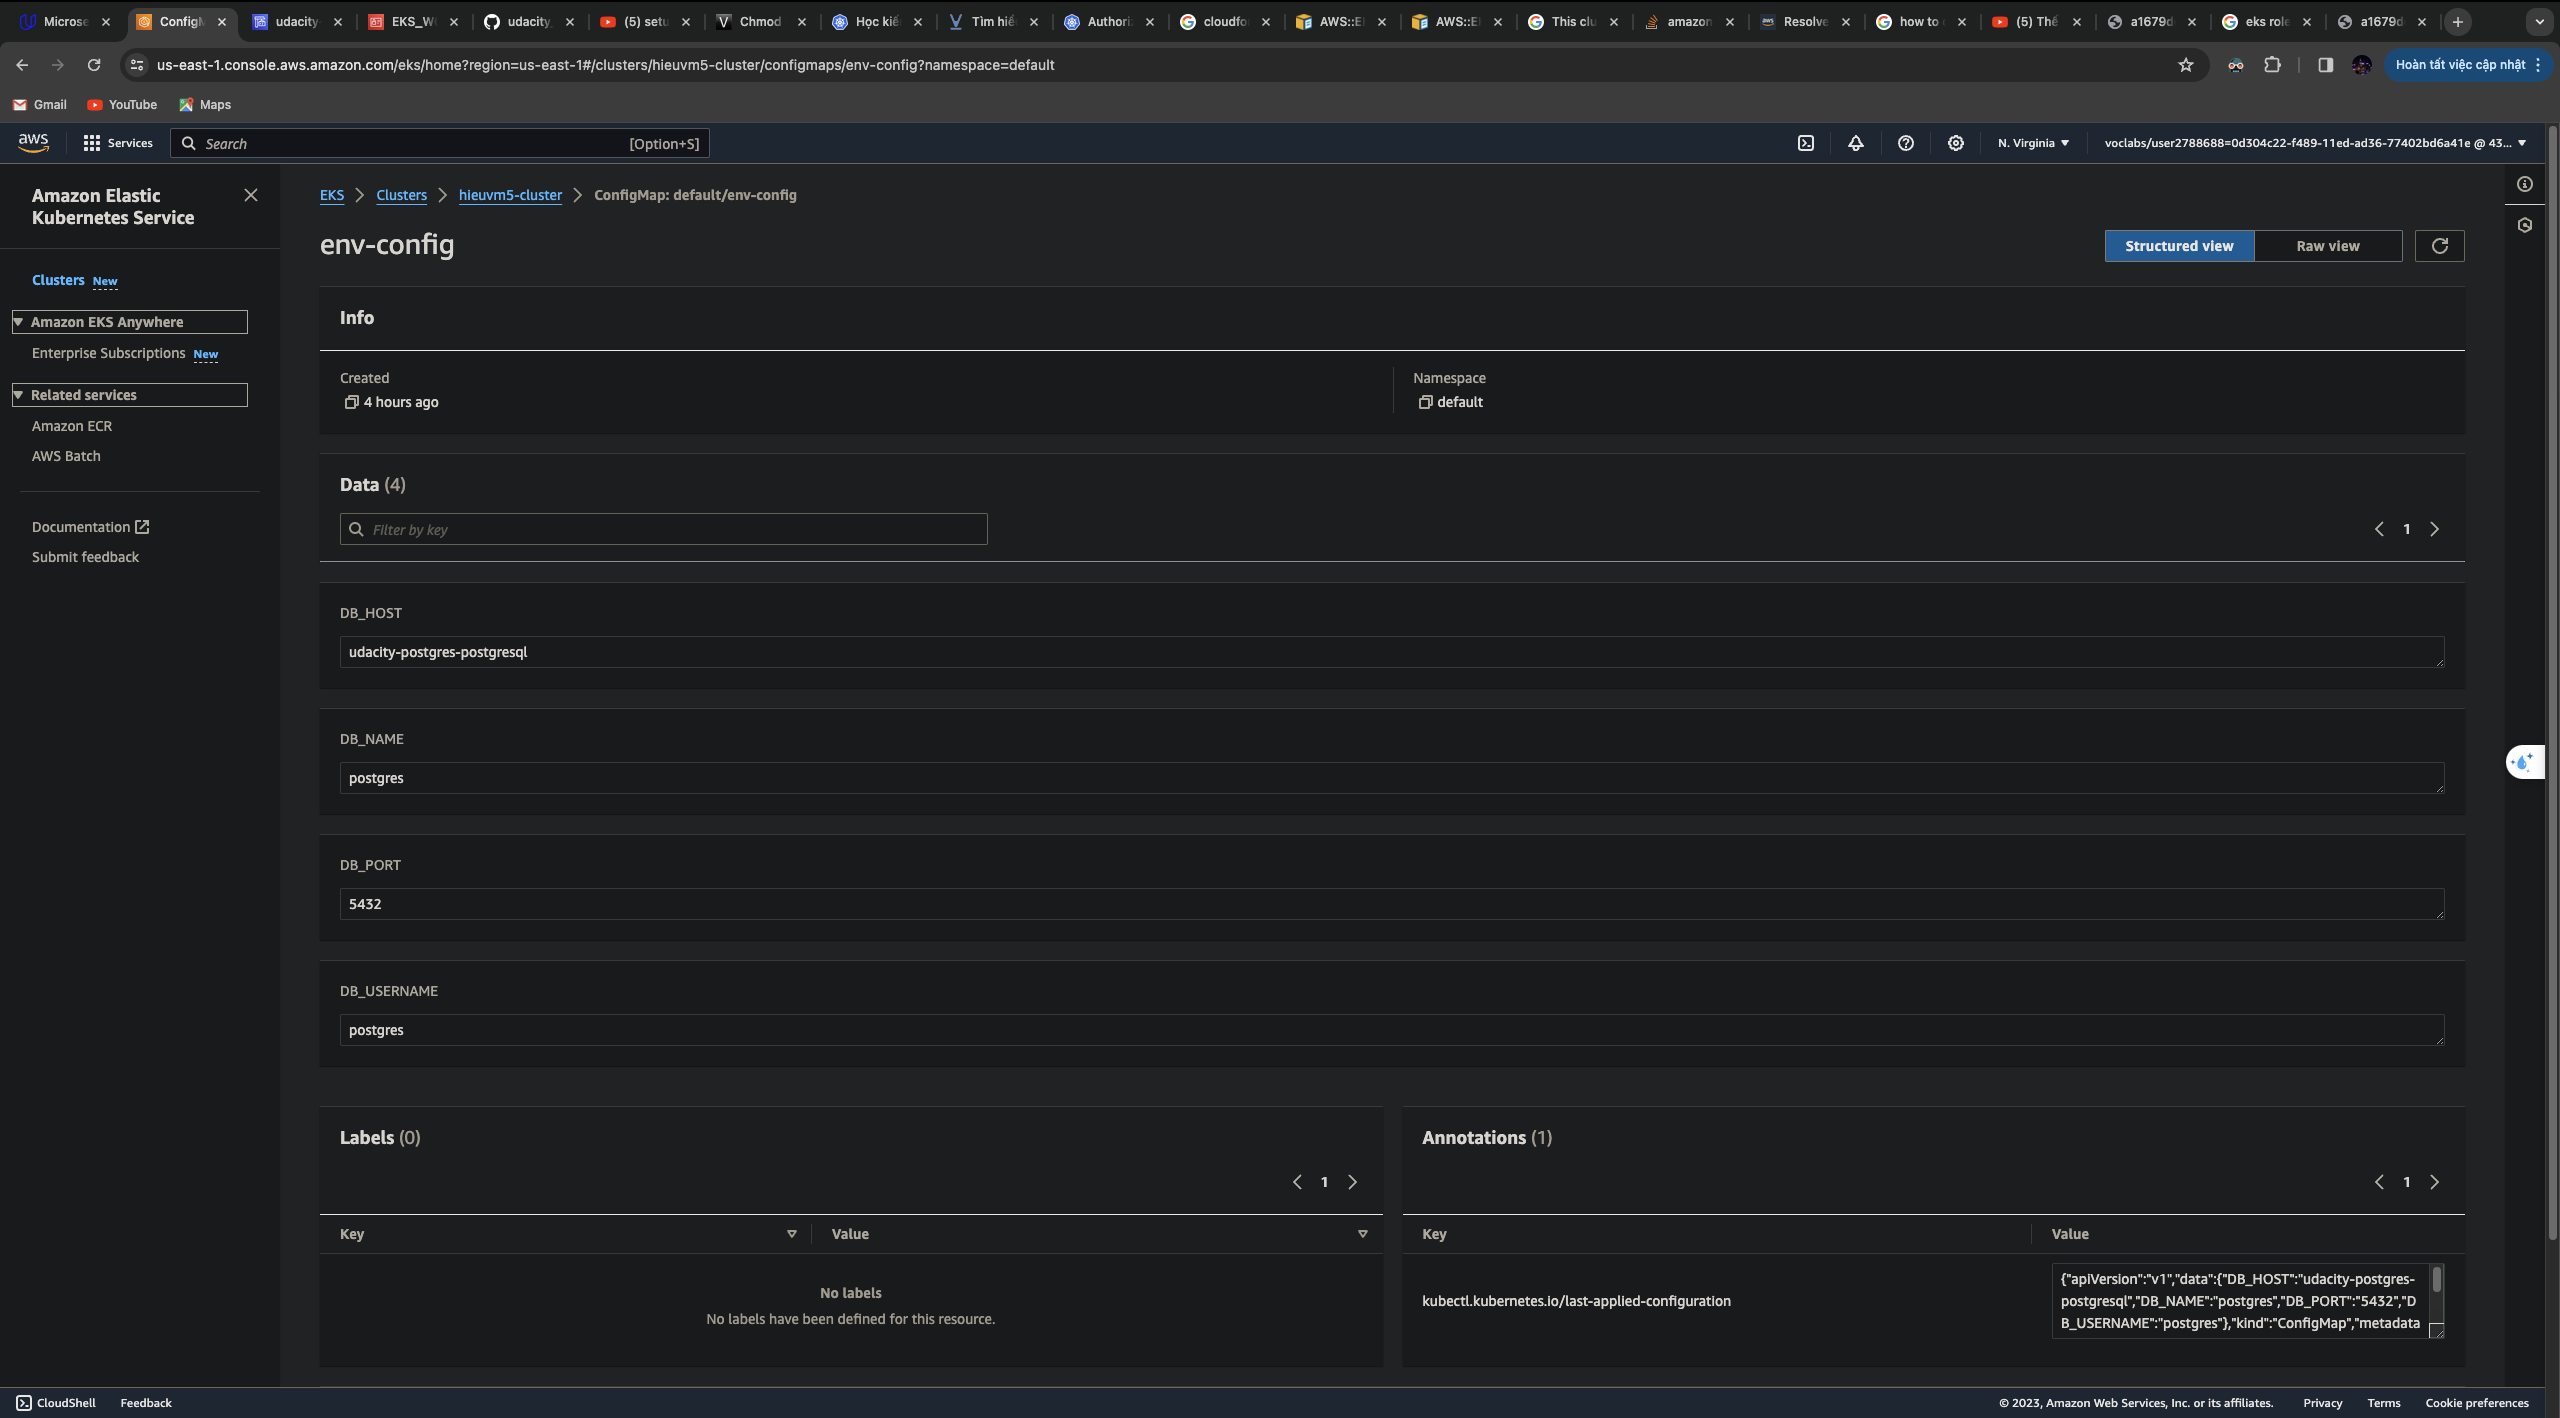 Microse
ConfigM
udacity
EKS_W
udacity_
(5) setu
Chmod
Học kiế
Tìm hiể
Authori
cloudfo
AWS::E
AWS::E
This clu
amazon
Resolve
how to
(5) Thế
a1679d
eks role
a1679d
us-east-1.console.aws.amazon.com/eks/home?region=us-east-1#/clusters/hieuvm5-cluster/configmaps/env-config?namespace=default
Hoàn tất việc cập nhật
Gmail
YouTube
Maps
aws
Services
Search
[Option+S]
N. Virginia
voclabs/user2788688=0d304c22-f489-11ed-ad36-77402bd6a41e @ 43...
Amazon Elastic
Kubernetes Service
Clusters New
Amazon EKS Anywhere
Enterprise Subscriptions New
Related services
Amazon ECR
AWS Batch
Documentation
Submit feedback
EKS
Clusters
hieuvm5-cluster
ConfigMap: default/env-config
env-config
Structured view
Raw view
Info
Created
4 hours ago
Namespace
default
Data (4)
Filter by key
1
DB_HOST
udacity-postgres-postgresql
DB_NAME
postgres
DB_PORT
5432
DB_USERNAME
postgres
Labels (0)
1
Key
Value
No labels
No labels have been defined for this resource.
Annotations (1)
1
Key
Value
kubectl.kubernetes.io/last-applied-configuration
{"apiVersion":"v1","data":{"DB_HOST":"udacity-postgres-
postgresql","DB_NAME":"postgres","DB_PORT":"5432","D
B_USERNAME":"postgres"},"kind":"ConfigMap","metadata
CloudShell
Feedback
© 2023, Amazon Web Services, Inc. or its affiliates.
Privacy
Terms
Cookie preferences